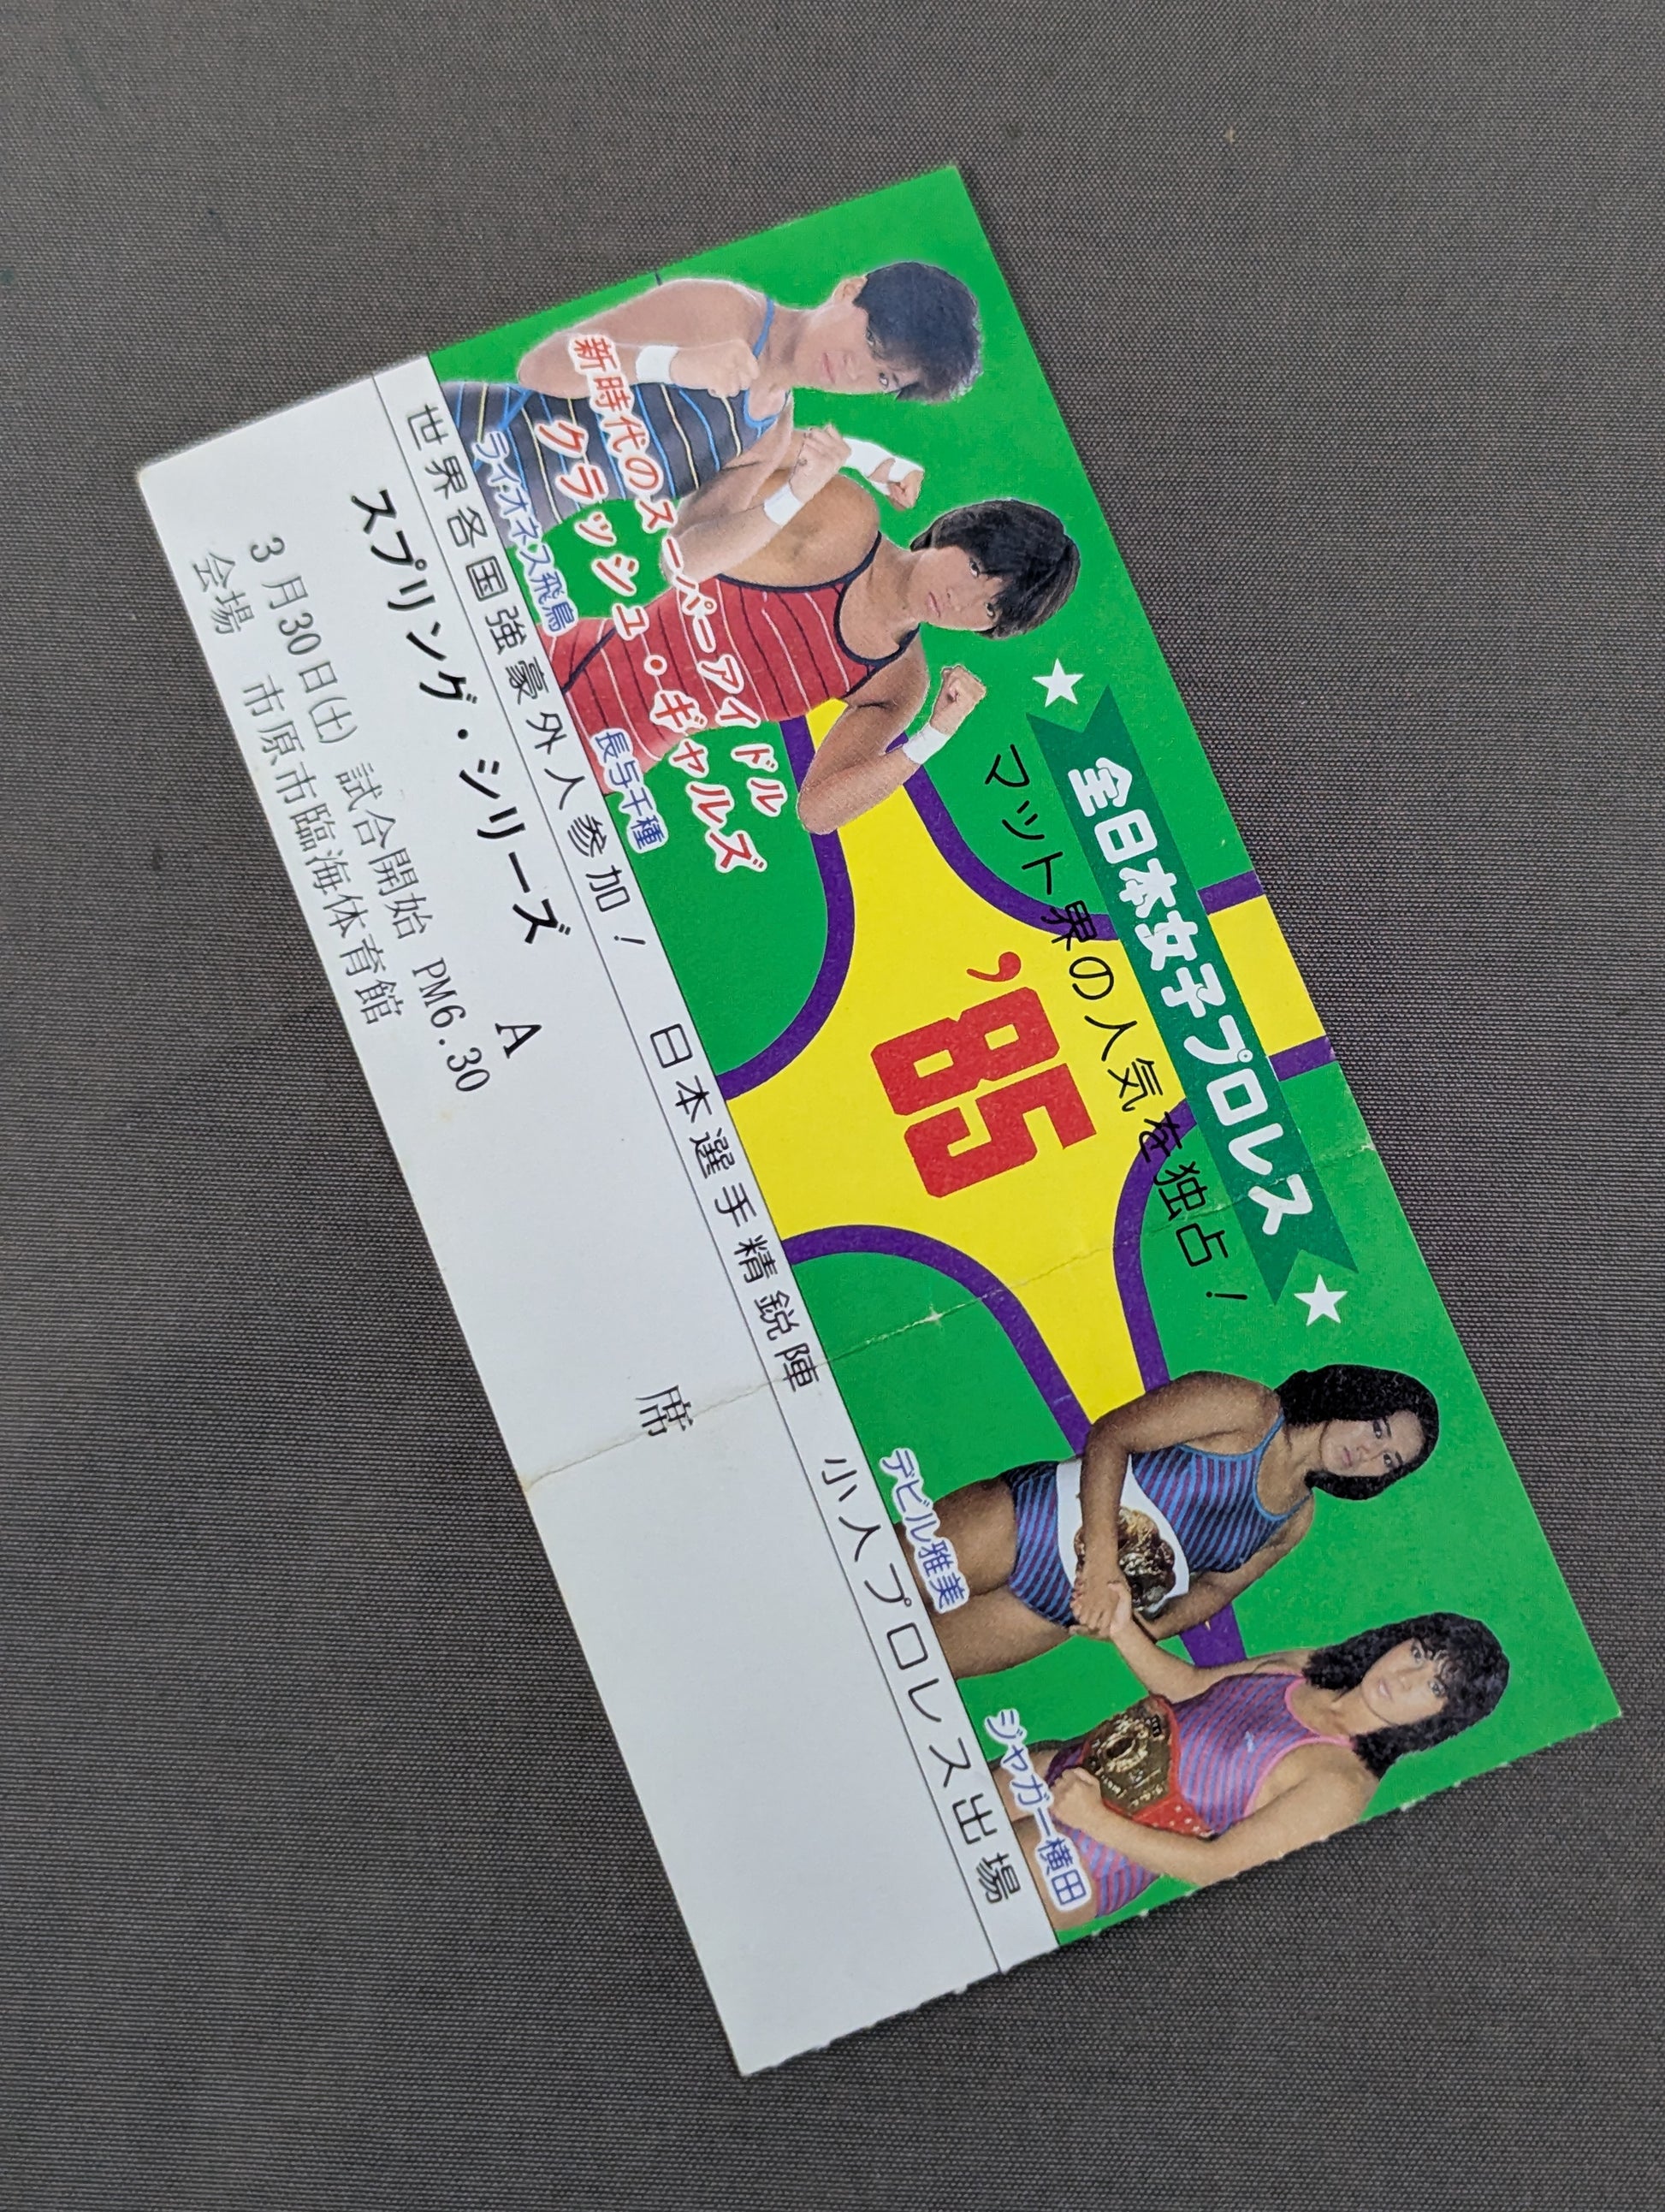 全日本女子プロレス
マット界の人気を独占！
'85
新時代のスーパーアイドル
クラッシュ・ギャルズ
ライオネス飛鳥
長与千種
デビル雅美
ジャガー横田
世界各国強豪外人参加！ 日本選手精鋭陣 小人プロレス出場
スプリング・シリーズ A 席
3月30日(土) 試合開始 PM6.30
会場 市原市臨海体育館